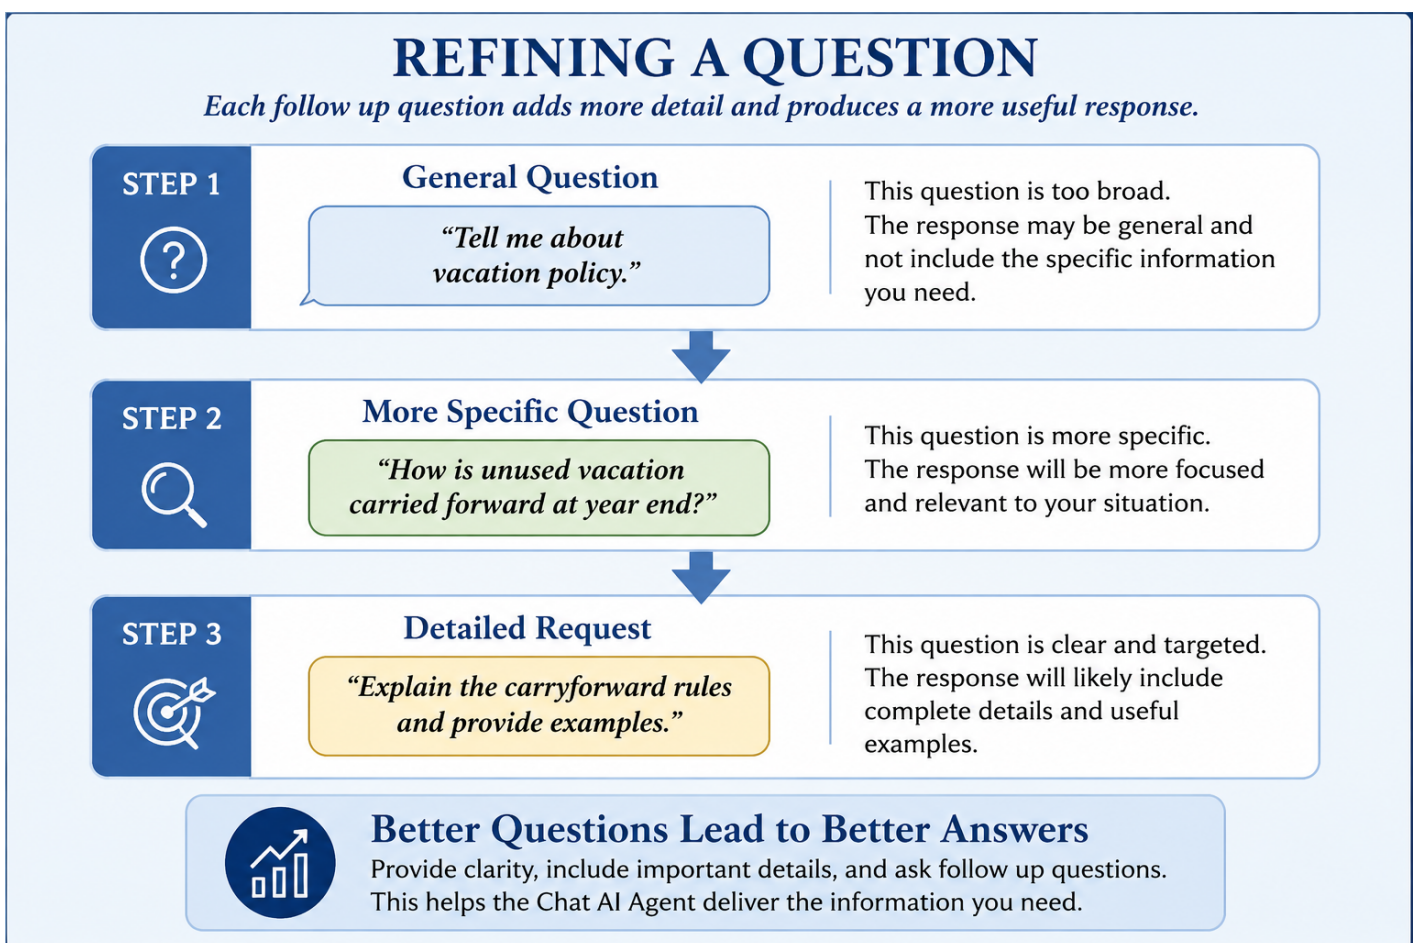 REFINING A QUESTION
Each follow up question adds more detail and produces a more useful response.
STEP 1
General Question
“Tell me about
vacation policy.”
This question is too broad.
The response may be general and
not include the specific information
you need.
STEP 2
More Specific Question
“How is unused vacation
carried forward at year end?”
This question is more specific.
The response will be more focused
and relevant to your situation.
STEP 3
Detailed Request
“Explain the carryforward rules
and provide examples.”
This question is clear and targeted.
The response will likely include
complete details and useful
examples.
Better Questions Lead to Better Answers
Provide clarity, include important details, and ask follow up questions.
This helps the Chat AI Agent deliver the information you need.